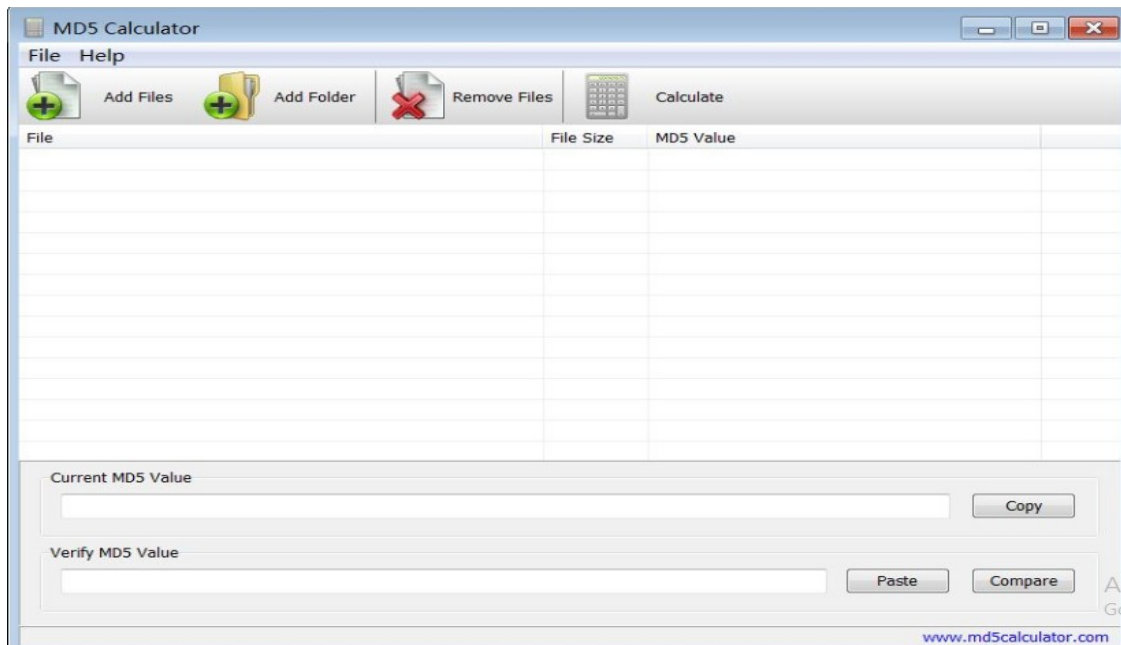 MD5 Calculator
File Help
Add Files Add Folder Remove Files Calculate
File File Size MD5 Value
Current MD5 Value
Copy
Verify MD5 Value
Paste Compare
www.md5calculator.com